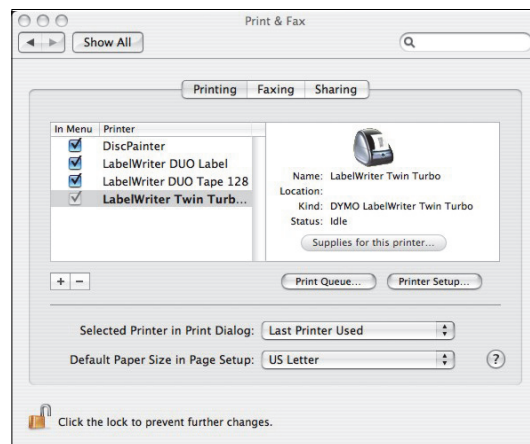 Print & Fax
Show All
Printing Faxing Sharing
In Menu Printer
DiscPainter
LabelWriter DUO Label
LabelWriter DUO Tape 128
LabelWriter Twin Turb...
Name: LabelWriter Twin Turbo
Location:
Kind: DYMO LabelWriter Twin Turbo
Status: Idle
Supplies for this printer...
+ −
Print Queue... Printer Setup...
Selected Printer in Print Dialog: Last Printer Used
Default Paper Size in Page Setup: US Letter ?
Click the lock to prevent further changes.